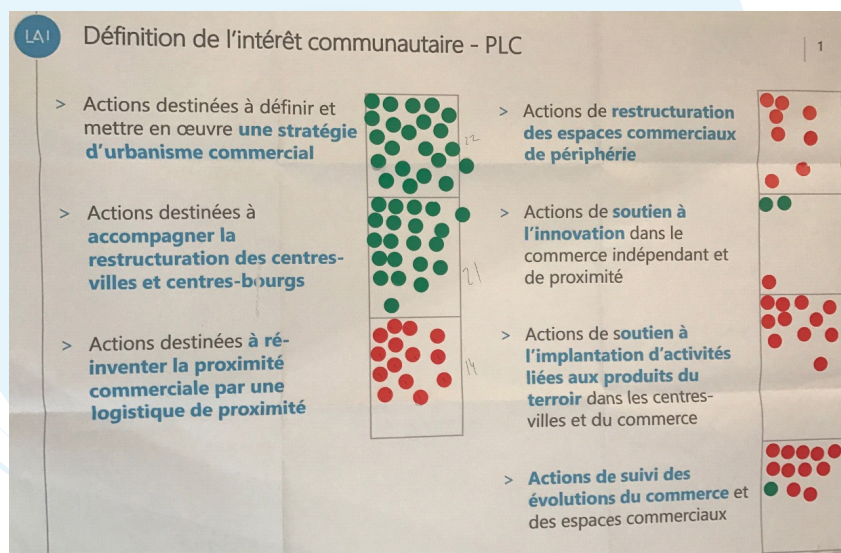 LA!
Définition de l'intérêt communautaire - PLC
1
> Actions destinées à définir et
mettre en œuvre une stratégie
d'urbanisme commercial
> Actions destinées à
accompagner la
restructuration des centres-
villes et centres-bourgs
21
> Actions destinées à ré-
inventer la proximité
commerciale par une
logistique de proximité
14
> Actions de restructuration
des espaces commerciaux
de périphérie
> Actions de soutien à
l'innovation dans le
commerce indépendant et
de proximité
> Actions de soutien à
l'implantation d'activités
liées aux produits du
terroir dans les centres-
villes et du commerce
> Actions de suivi des
évolutions du commerce et
des espaces commerciaux